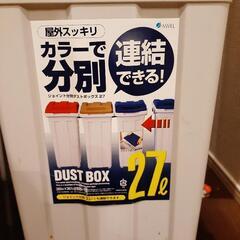 ASVEL
屋外スッキリ
カラーで
分別
連結
できる!
DUST BOX
27ℓ
ジョイント分別ダストボックス27